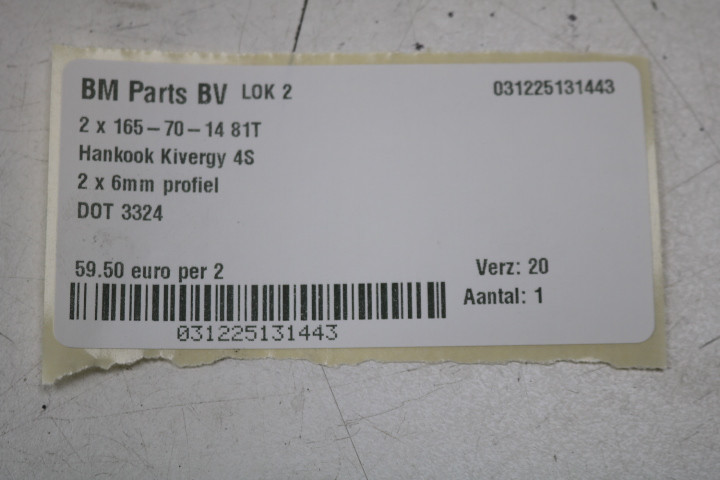 BM Parts BV LOK 2 031225131443
2 x 165-70-14 81T
Hankook Kivergy 4S
2 x 6mm profiel
DOT 3324
59.50 euro per 2 Verz: 20
Aantal: 1
031225131443